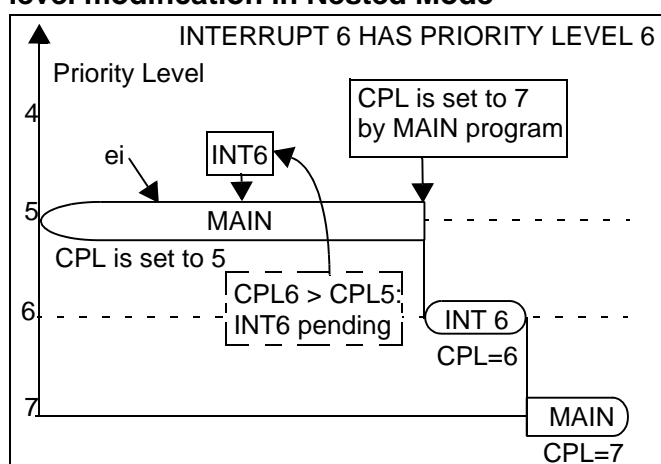 level modification in Nested Mode
INTERRUPT 6 HAS PRIORITY LEVEL 6
Priority Level
CPL is set to 7
by MAIN program
4
ei
INT6
5
MAIN
CPL is set to 5
CPL6 > CPL5:
INT6 pending
6
INT 6
CPL=6
7
MAIN
CPL=7